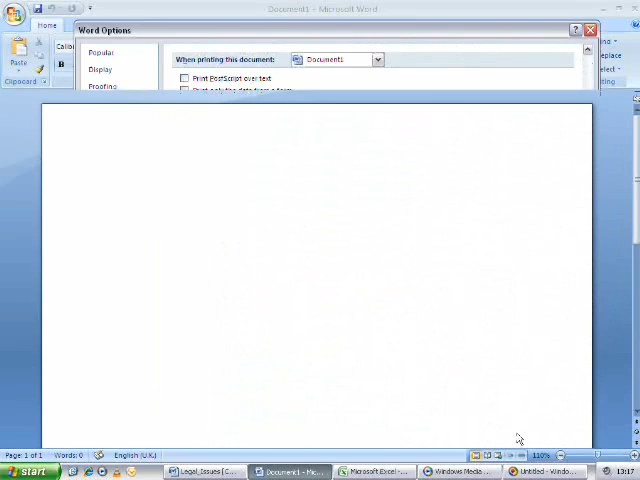 Document1 - Microsoft Word
Home
Word Options
Paste
Clipboard
Calib
B
Popular
Display
Proofing
When printing this document:
Document1
Print PostScript over text
Page: 1 of 1
Words: 0
English (U.K.)
110%
start
Legal_Issues [C...
Document1 - Mic...
Microsoft Excel -...
Windows Media ...
Untitled - Windo...
13:17